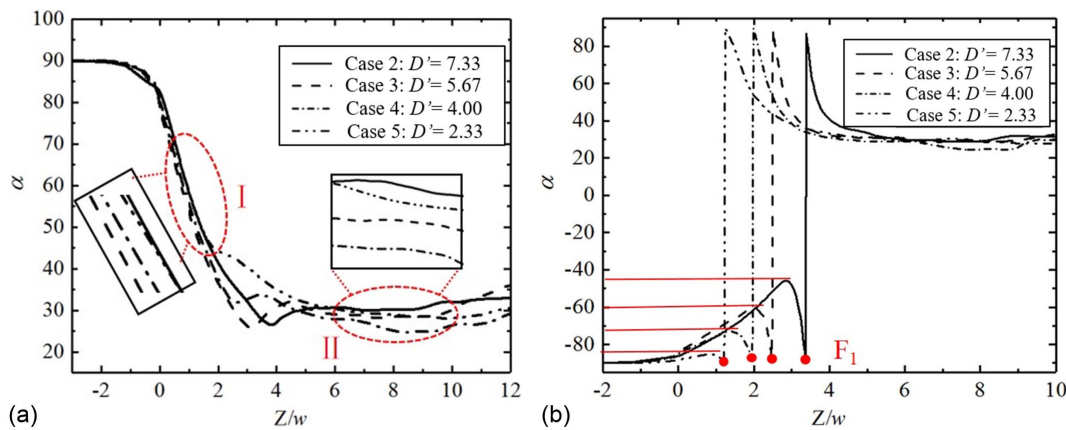 100
90
80
70
60
50
40
30
20
α
-2 0 2 4 6 8 10 12
Z/w
Case 2: D’= 7.33
Case 3: D’= 5.67
Case 4: D’= 4.00
Case 5: D’= 2.33
I
II
(a)
80
60
40
20
0
-20
-40
-60
-80
α
-2 0 2 4 6 8 10
Z/w
Case 2: D’= 7.33
Case 3: D’= 5.67
Case 4: D’= 4.00
Case 5: D’= 2.33
F₁
(b)